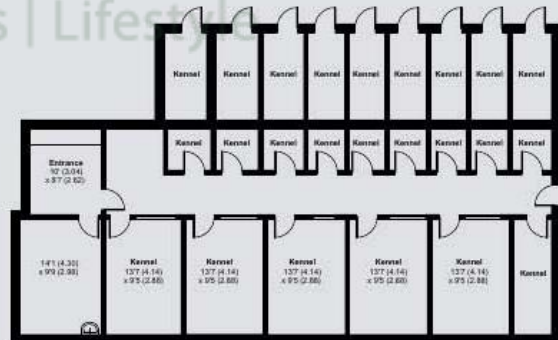 s | Lifestyle
Kennel Kennel Kennel Kennel Kennel Kennel Kennel Kennel Kennel
Kennel Kennel Kennel Kennel Kennel Kennel Kennel Kennel Kennel
Entrance
10' (3.04)
x 8'7 (2.62)
14'1 (4.30)
x 9'9 (2.98)
Kennel
13'7 (4.14)
x 9'5 (2.88)
Kennel
13'7 (4.14)
x 9'5 (2.88)
Kennel
13'7 (4.14)
x 9'5 (2.88)
Kennel
13'7 (4.14)
x 9'5 (2.88)
Kennel
13'7 (4.14)
x 9'5 (2.88)
Kennel